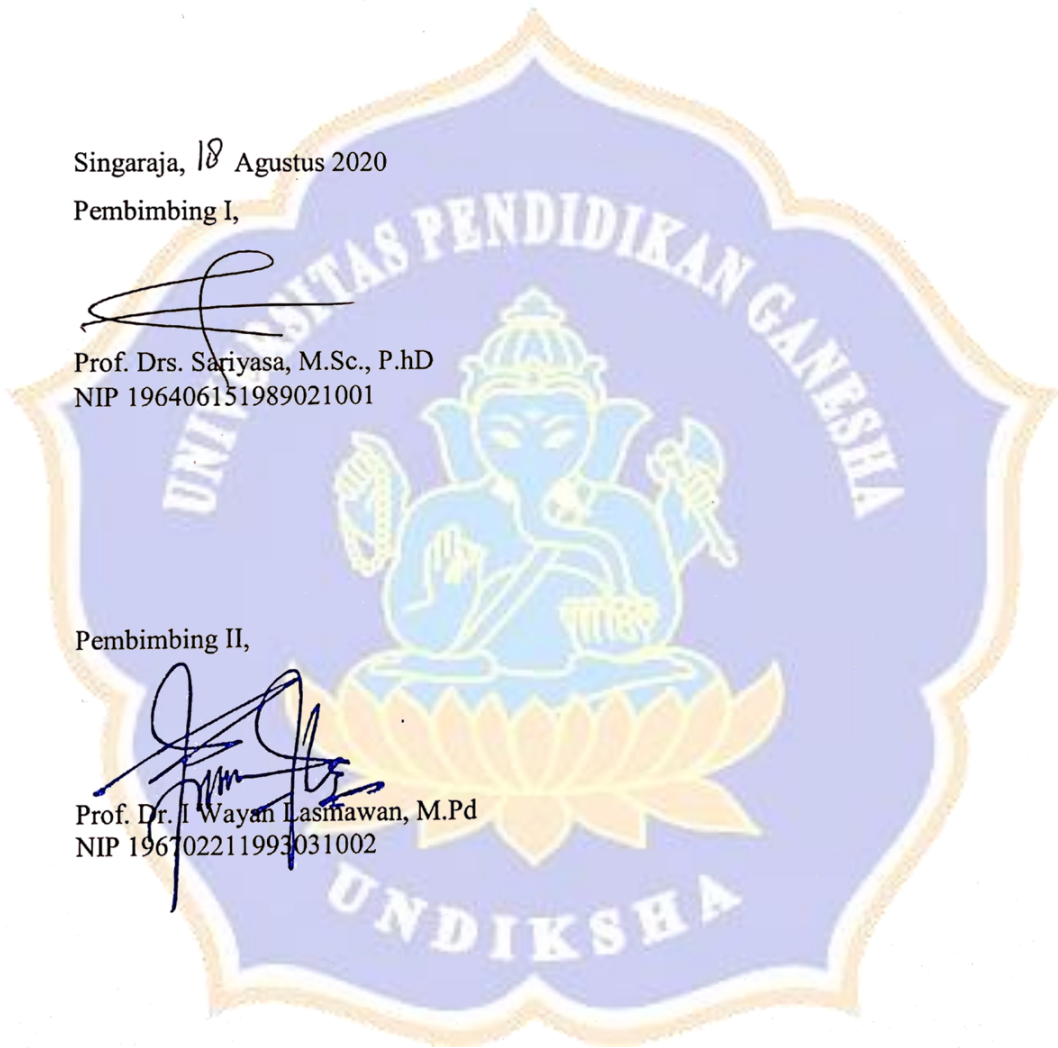 Singaraja, 18 Agustus 2020
Pembimbing I,
Prof. Drs. Sariyasa, M.Sc., P.hD
NIP 196406151989021001
Pembimbing II,
Prof. Dr. I Wayan Lasmawan, M.Pd
NIP 196702211993031002
UNIVERSITAS PENDIDIKAN GANESHA
UNDIKSHA